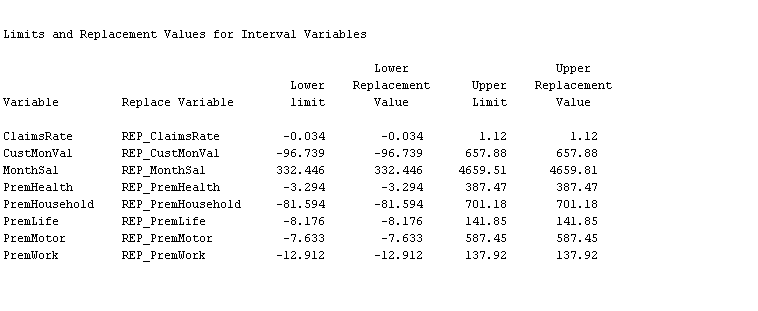 Limits and Replacement Values for Interval Variables
Lower Upper
Lower Replacement Upper Replacement
Variable Replace Variable limit Value Limit Value
ClaimsRate REP_ClaimsRate -0.034 -0.034 1.12 1.12
CustMonVal REP_CustMonVal -96.739 -96.739 657.88 657.88
MonthSal REP_MonthSal 332.446 332.446 4659.51 4659.81
PremHealth REP_PremHealth -3.294 -3.294 387.47 387.47
PremHousehold REP_PremHousehold -81.594 -81.594 701.18 701.18
PremLife REP_PremLife -8.176 -8.176 141.85 141.85
PremMotor REP_PremMotor -7.633 -7.633 587.45 587.45
PremWork REP_PremWork -12.912 -12.912 137.92 137.92